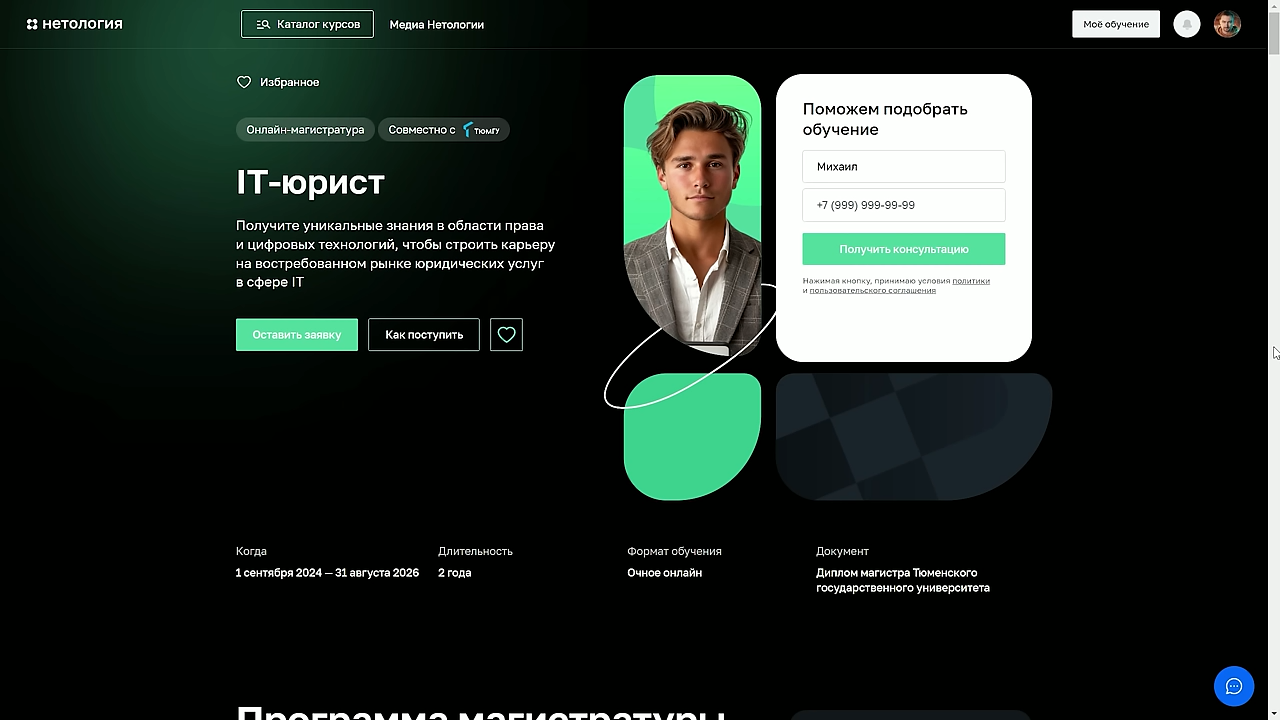 нетология
Каталог курсов
Медиа Нетологии
Моё обучение
Избранное
Онлайн-магистратура
Совместно с ТюмГУ
IT-юрист
Получите уникальные знания в области права
и цифровых технологий, чтобы строить карьеру
на востребованном рынке юридических услуг
в сфере IT
Оставить заявку
Как поступить
Поможем подобрать
обучение
Михаил
+7 (999) 999-99-99
Получить консультацию
Нажимая кнопку, принимаю условия политики
и пользовательского соглашения
Когда
1 сентября 2024 — 31 августа 2026
Длительность
2 года
Формат обучения
Очное онлайн
Документ
Диплом магистра Тюменского
государственного университета
Программа магистратуры